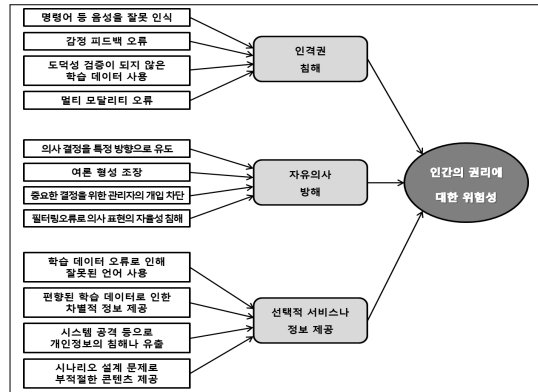 명령어 등 음성을 잘못 인식
감정 피드백 오류
도덕성 검증이 되지 않은
학습 데이터 사용
멀티 모달리티 오류
인격권
침해
의사 결정을 특정 방향으로 유도
여론 형성 조장
중요한 결정을 위한 관리자의 개입 차단
필터링오류로 의사 표현의 자율성 침해
자유의사
방해
인간의 권리에
대한 위험성
학습 데이터 오류로 인해
잘못된 언어 사용
편향된 학습 데이터로 인한
차별적 정보 제공
시스템 공격 등으로
개인정보의 침해나 유출
시나리오 설계 문제로
부적절한 콘텐츠 제공
선택적 서비스나
정보 제공